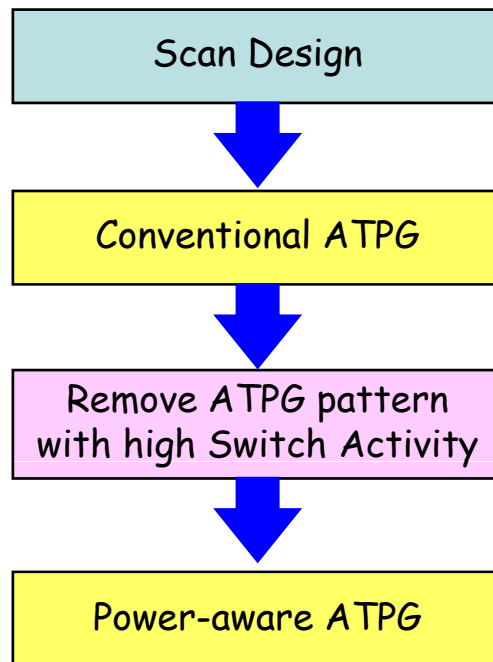 Scan Design
Conventional ATPG
Remove ATPG pattern
with high Switch Activity
Power-aware ATPG